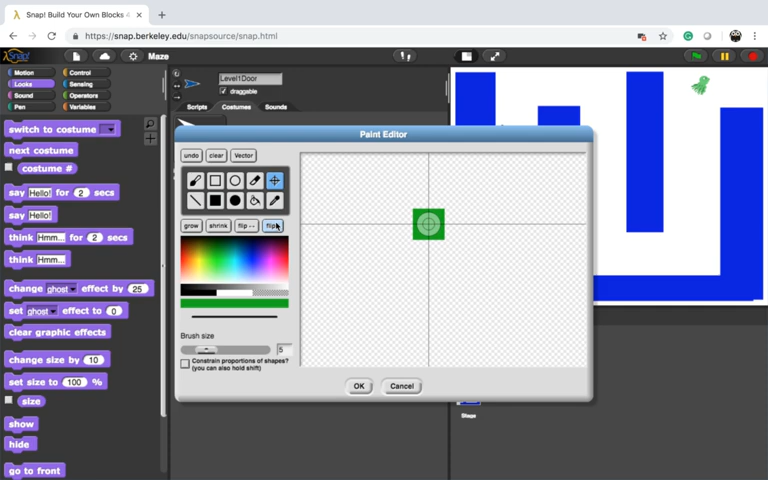 Snap! Build Your Own Blocks 4
https://snap.berkeley.edu/snapsource/snap.html
Maze
Motion
Control
Looks
Sensing
Sound
Operators
Pen
Variables
switch to costume
next costume
costume #
say Hello! for 2 secs
say Hello!
think Hmm... for 2 secs
think Hmm...
change ghost effect by 25
set ghost effect to 0
clear graphic effects
change size by 10
set size to 100 %
size
show
hide
go to front
Level1Door
draggable
Scripts
Costumes
Sounds
Paint Editor
undo
clear
Vector
grow
shrink
flip
flip
Brush size
5
Constrain proportions of shapes?
(you can also hold shift)
OK
Cancel
Stage